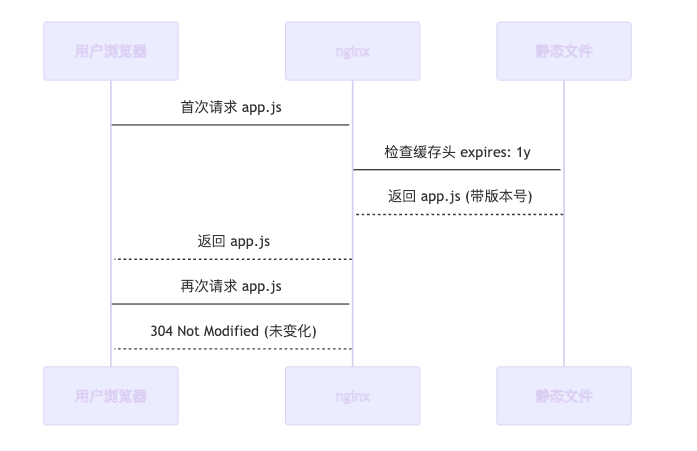 用户浏览器
nginx
静态文件
首次请求 app.js
检查缓存头 expires: 1y
返回 app.js (带版本号)
返回 app.js
再次请求 app.js
304 Not Modified (未变化)
用户浏览器
nginx
静态文件